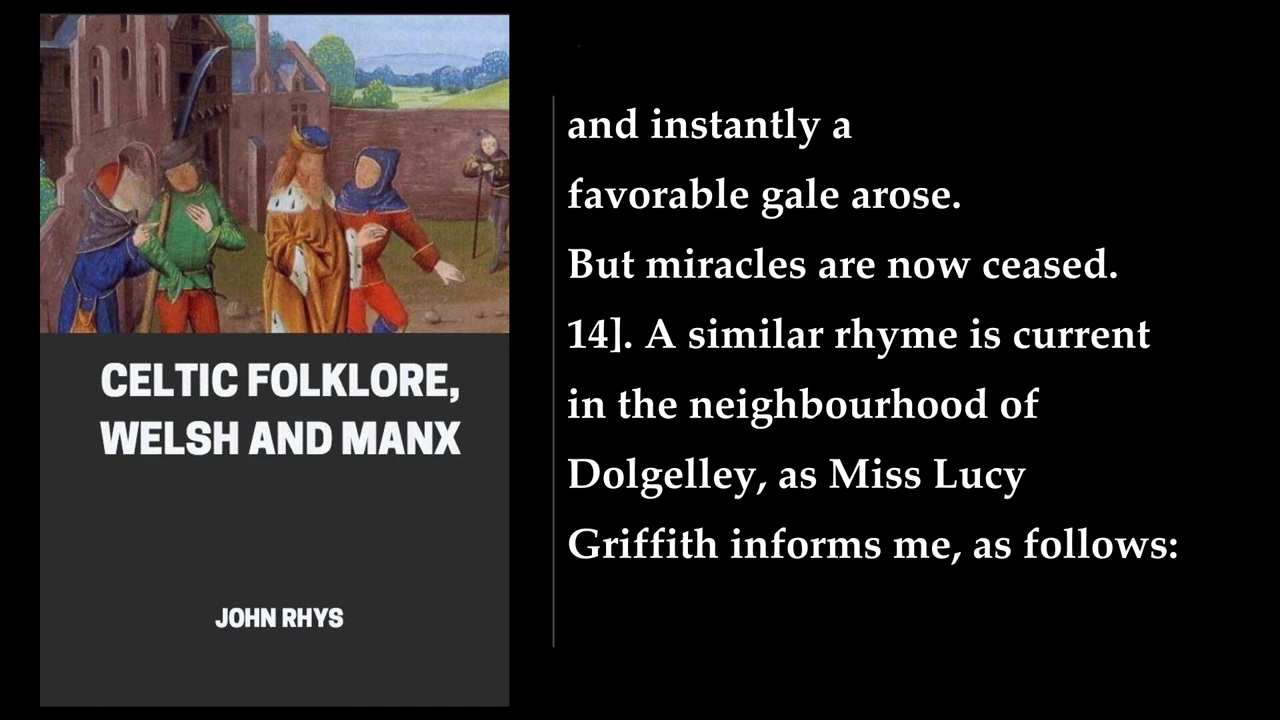 CELTIC FOLKLORE,
WELSH AND MANX
JOHN RHYS
and instantly a
favorable gale arose.
But miracles are now ceased.
14]. A similar rhyme is current
in the neighbourhood of
Dolgelley, as Miss Lucy
Griffith informs me, as follows: